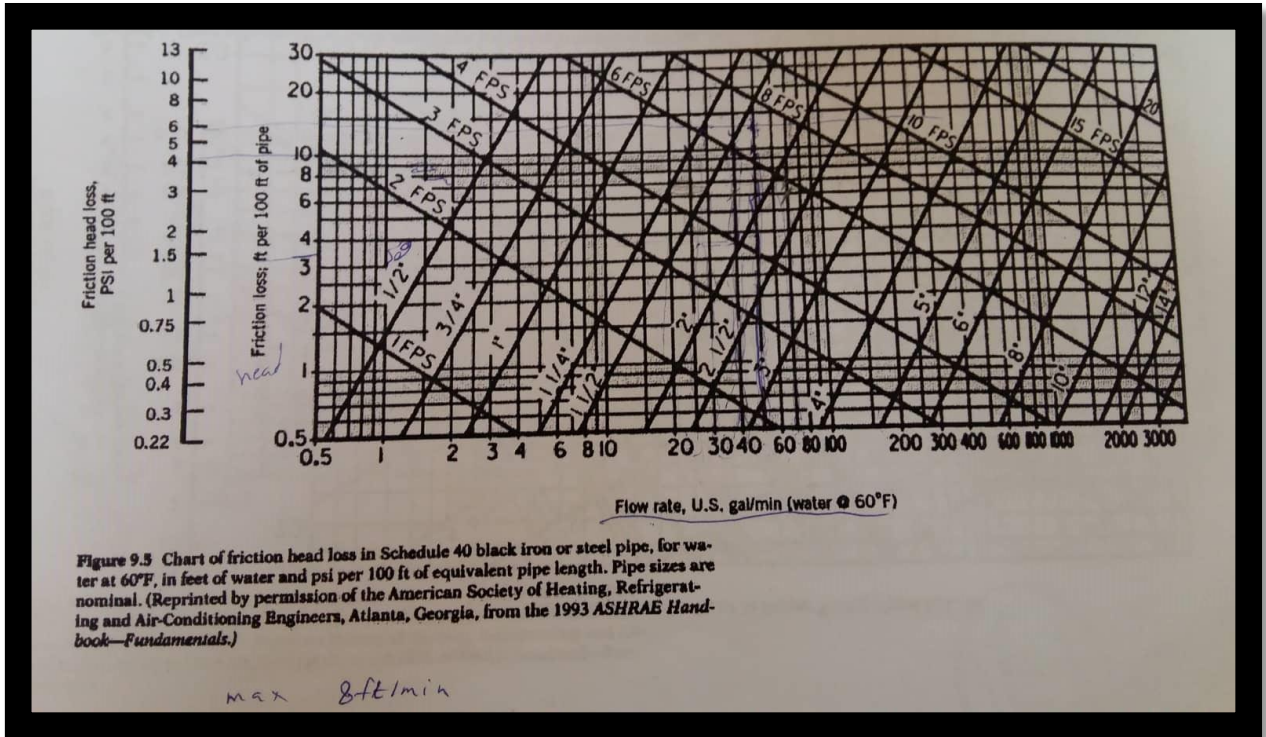 13
10
8
6
5
4
3
2
1.5
1
0.75
0.5
0.4
0.3
0.22
Friction head loss,
PSI per 100 ft
30
20
10
8
6
4
3
2
1
0.5
Friction loss; ft per 100 ft of pipe
head
4 FPS
6 FPS
8 FPS
10 FPS
15 FPS
20
3 FPS
2 FPS
1 FPS
1/2"
3/4"
1"
1 1/4"
1 1/2"
2"
2 1/2"
3"
4"
5"
6"
8"
10"
12"
14"
0.5 1 2 3 4 6 8 10 20 30 40 60 80 100 200 300 400 600 800 1000 2000 3000
Flow rate, U.S. gal/min (water @ 60°F)
Figure 9.5 Chart of friction head loss in Schedule 40 black iron or steel pipe, for wa-
ter at 60°F, in feet of water and psi per 100 ft of equivalent pipe length. Pipe sizes are
nominal. (Reprinted by permission of the American Society of Heating, Refrigerat-
ing and Air-Conditioning Engineers, Atlanta, Georgia, from the 1993 ASHRAE Hand-
book—Fundamentals.)
max 8ft/min